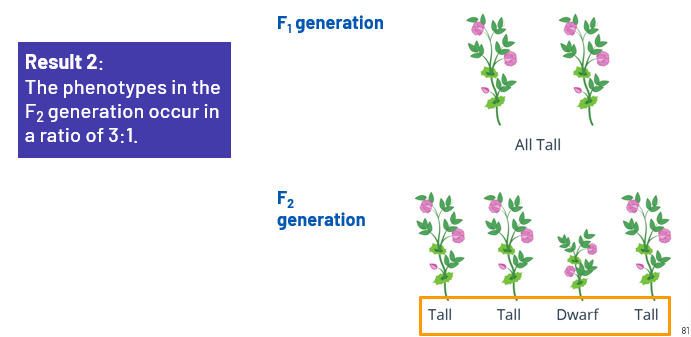 F₁ generation
Result 2:
The phenotypes in the
F₂ generation occur in
a ratio of 3:1.
All Tall
F₂
generation
Tall Tall Dwarf Tall
81